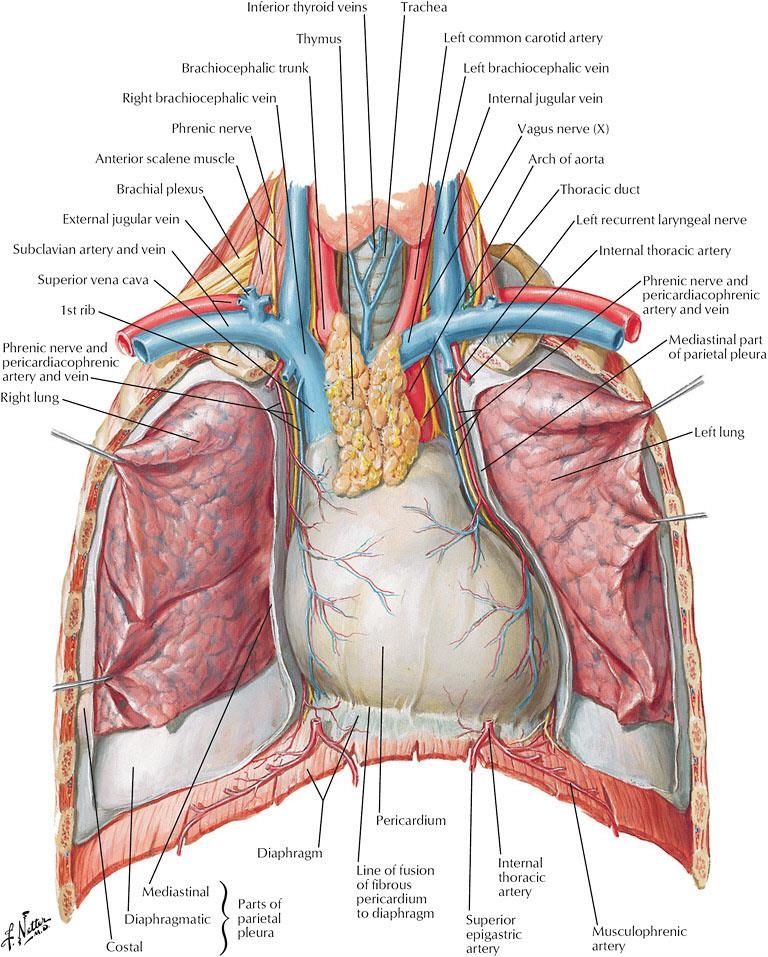 Inferior thyroid veins
Trachea
Thymus
Left common carotid artery
Brachiocephalic trunk
Left brachiocephalic vein
Right brachiocephalic vein
Internal jugular vein
Phrenic nerve
Vagus nerve (X)
Anterior scalene muscle
Arch of aorta
Brachial plexus
Thoracic duct
External jugular vein
Left recurrent laryngeal nerve
Subclavian artery and vein
Internal thoracic artery
Superior vena cava
Phrenic nerve and
pericardiacophrenic
artery and vein
1st rib
Mediastinal part
of parietal pleura
Phrenic nerve and
pericardiacophrenic
artery and vein
Right lung
Left lung
Pericardium
Diaphragm
Line of fusion
of fibrous
pericardium
to diaphragm
Internal
thoracic
artery
Superior
epigastric
artery
Musculophrenic
artery
Mediastinal
Diaphragmatic
Costal
Parts of
parietal
pleura
F. Netter
M.D.